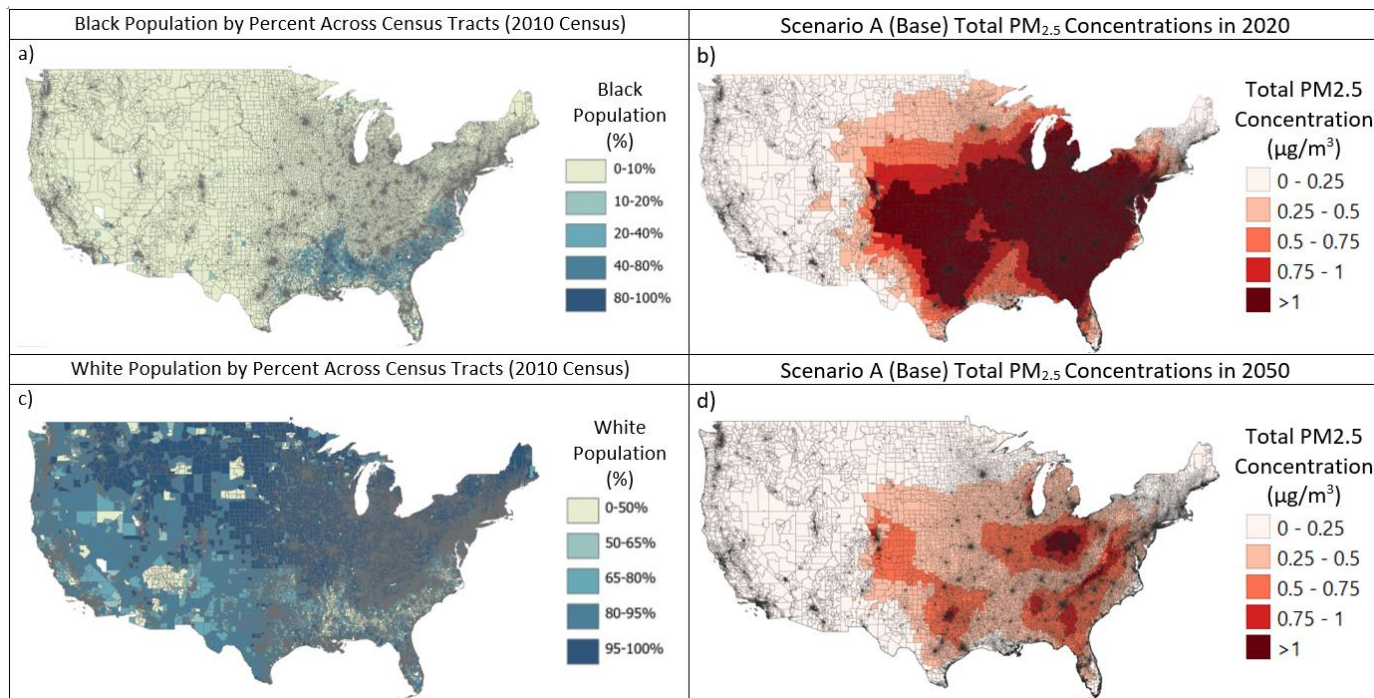 Black Population by Percent Across Census Tracts (2010 Census)
Scenario A (Base) Total PM2.5 Concentrations in 2020
a)
Black
Population
(%)
0-10%
10-20%
20-40%
40-80%
80-100%
b)
Total PM2.5
Concentration
(µg/m³)
0 - 0.25
0.25 - 0.5
0.5 - 0.75
0.75 - 1
>1
White Population by Percent Across Census Tracts (2010 Census)
Scenario A (Base) Total PM2.5 Concentrations in 2050
c)
White
Population
(%)
0-50%
50-65%
65-80%
80-95%
95-100%
d)
Total PM2.5
Concentration
(µg/m³)
0 - 0.25
0.25 - 0.5
0.5 - 0.75
0.75 - 1
>1